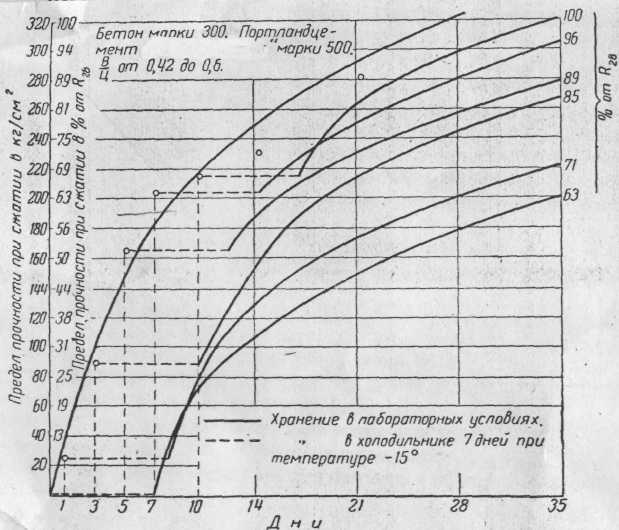 Бетон марки 300. Портландце-
мент " марки 500.
В/Ц от 0,42 до 0,6.
Предел прочности при сжатии в кг/см²
Предел прочности при сжатии в % от R₂₈
320 100
300 94
280 89
260 81
240 75
220 69
200 63
180 56
160 50
140 44
120 38
100 31
80 25
60 19
40 13
20
100
96
89
85
71
63
% от R₂₈
Хранение в лабораторных условиях.
" в холодильнике 7 дней при
температуре -15°
1 3 5 7 10 14 21 28 35
Дни